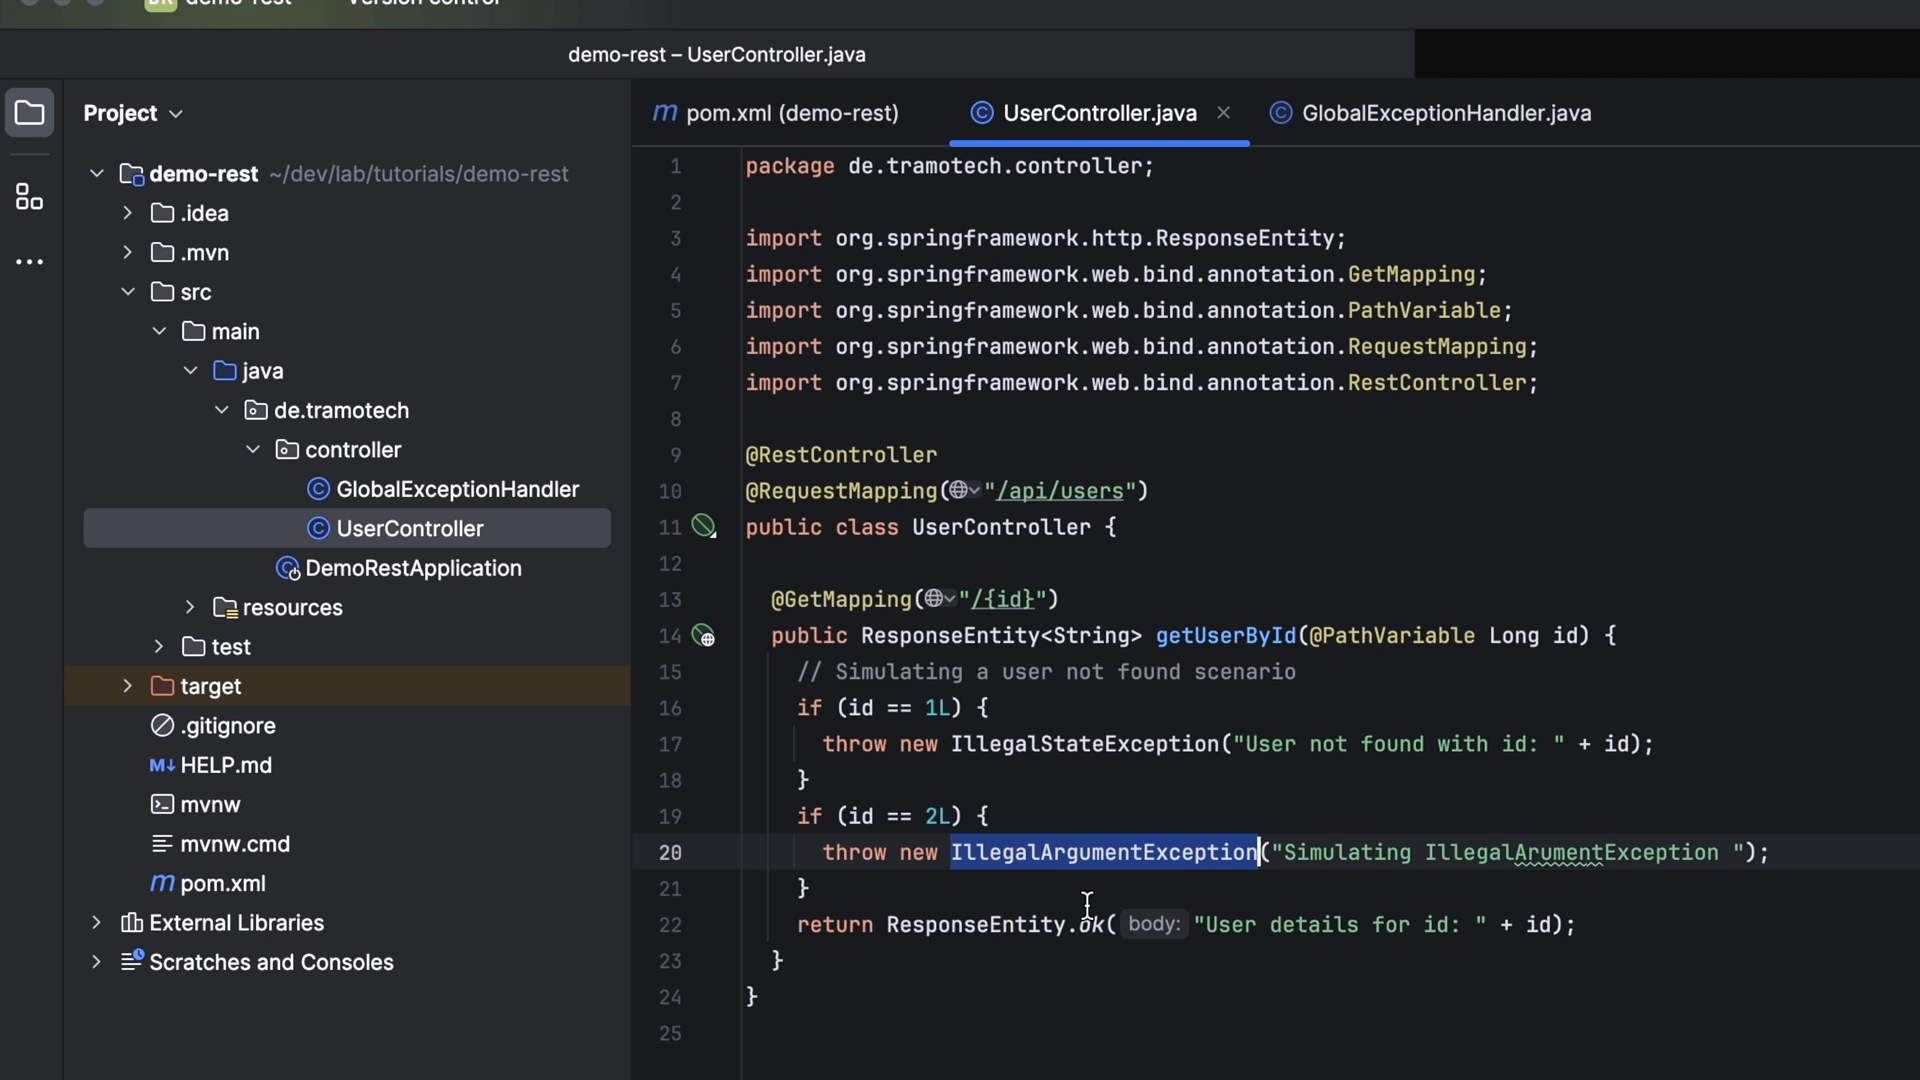 DR demo-rest Version control
demo-rest – UserController.java
Project
pom.xml (demo-rest)
UserController.java
GlobalExceptionHandler.java
demo-rest ~/dev/lab/tutorials/demo-rest
.idea
.mvn
src
main
java
de.tramotech
controller
GlobalExceptionHandler
UserController
DemoRestApplication
resources
test
target
.gitignore
HELP.md
mvnw
mvnw.cmd
pom.xml
External Libraries
Scratches and Consoles
1 package de.tramotech.controller;
2
3 import org.springframework.http.ResponseEntity;
4 import org.springframework.web.bind.annotation.GetMapping;
5 import org.springframework.web.bind.annotation.PathVariable;
6 import org.springframework.web.bind.annotation.RequestMapping;
7 import org.springframework.web.bind.annotation.RestController;
8
9 @RestController
10 @RequestMapping("/api/users")
11 public class UserController {
12
13 @GetMapping("/{id}")
14 public ResponseEntity<String> getUserById(@PathVariable Long id) {
15 // Simulating a user not found scenario
16 if (id == 1L) {
17 throw new IllegalStateException("User not found with id: " + id);
18 }
19 if (id == 2L) {
20 throw new IllegalArgumentException("Simulating IllegalArumentException ");
21 }
22 return ResponseEntity.ok( body: "User details for id: " + id);
23 }
24 }
25